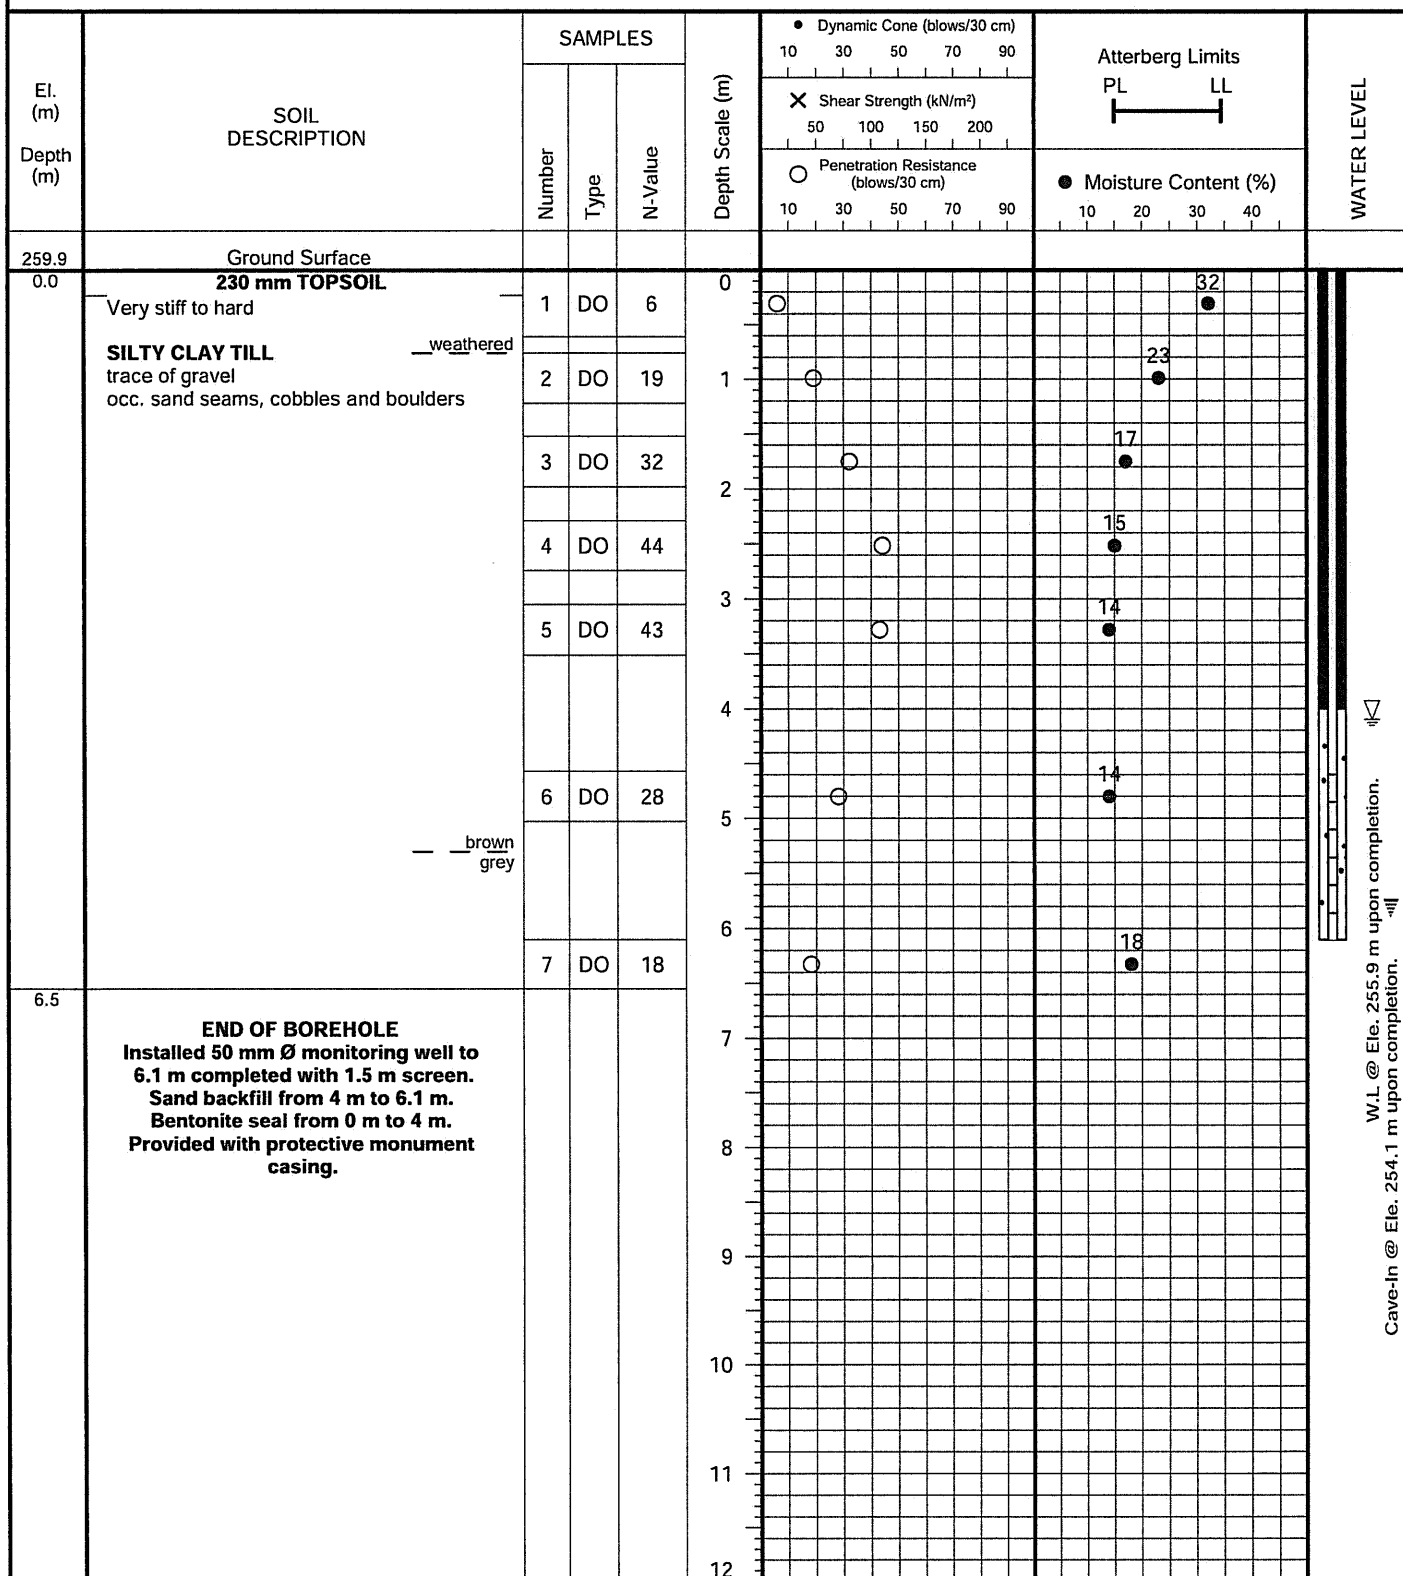 El.
(m)
Depth
(m)
SOIL
DESCRIPTION
SAMPLES
Number
Type
N-Value
Depth Scale (m)
• Dynamic Cone (blows/30 cm)
10 30 50 70 90
X Shear Strength (kN/m²)
50 100 150 200
O Penetration Resistance
(blows/30 cm)
10 30 50 70 90
Atterberg Limits
PL LL
● Moisture Content (%)
10 20 30 40
WATER LEVEL
259.9 Ground Surface
0.0 230 mm TOPSOIL 0
Very stiff to hard 1 DO 6 32
weathered
SILTY CLAY TILL 23
trace of gravel 2 DO 19 1
occ. sand seams, cobbles and boulders
17
3 DO 32
2
15
4 DO 44
3
14
5 DO 43
4
14
6 DO 28
5
brown
grey
6
18
7 DO 18
6.5
END OF BOREHOLE
Installed 50 mm Ø monitoring well to
6.1 m completed with 1.5 m screen.
Sand backfill from 4 m to 6.1 m.
Bentonite seal from 0 m to 4 m.
Provided with protective monument
casing.
7
8
9
10
11
12
W.L @ Ele. 255.9 m upon completion.
Cave-In @ Ele. 254.1 m upon completion.